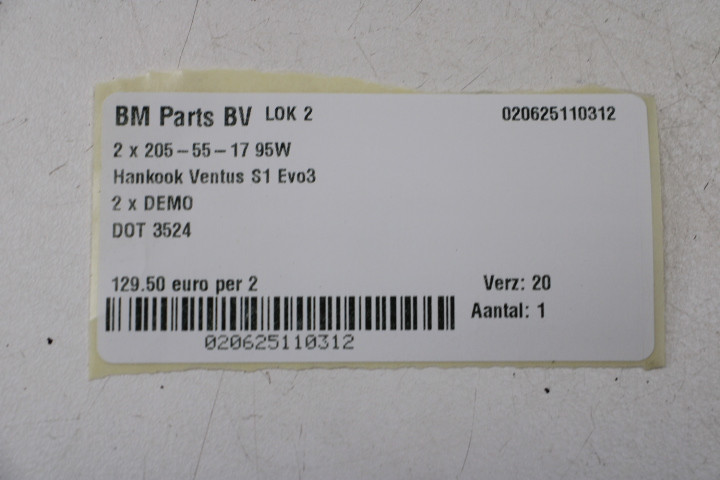 BM Parts BV LOK 2 020625110312
2 x 205-55-17 95W
Hankook Ventus S1 Evo3
2 x DEMO
DOT 3524
129.50 euro per 2 Verz: 20
Aantal: 1
020625110312